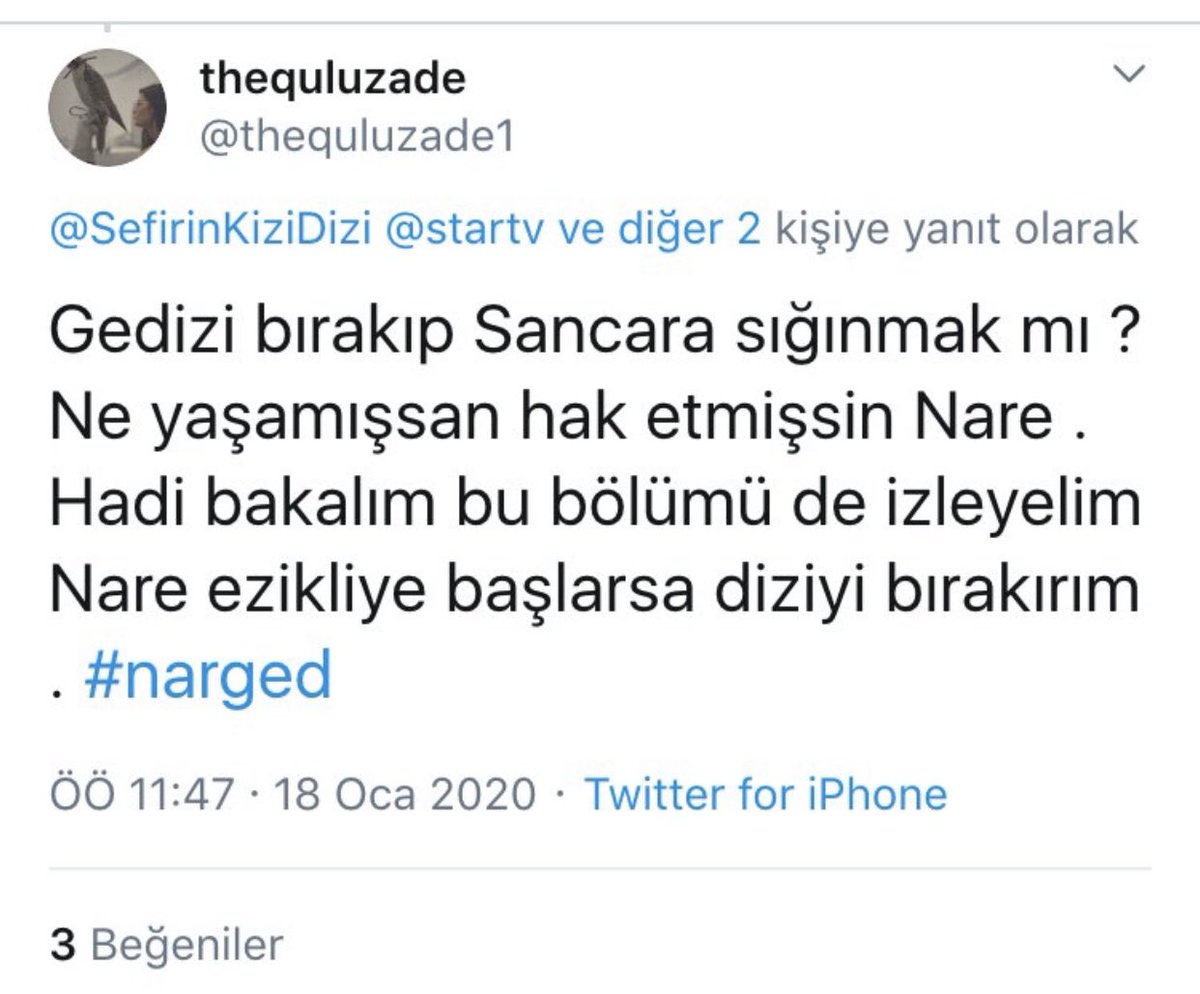 thequluzade
@thequluzade1
@SefirinKiziDizi @startv ve diğer 2 kişiye yanıt olarak
Gedizi bırakıp Sancara sığınmak mı ?
Ne yaşamışsan hak etmişsin Nare .
Hadi bakalım bu bölümü de izleyelim
Nare ezikliye başlarsa diziyi bırakırım
. #narged
ÖÖ 11:47 · 18 Oca 2020 · Twitter for iPhone
3 Beğeniler